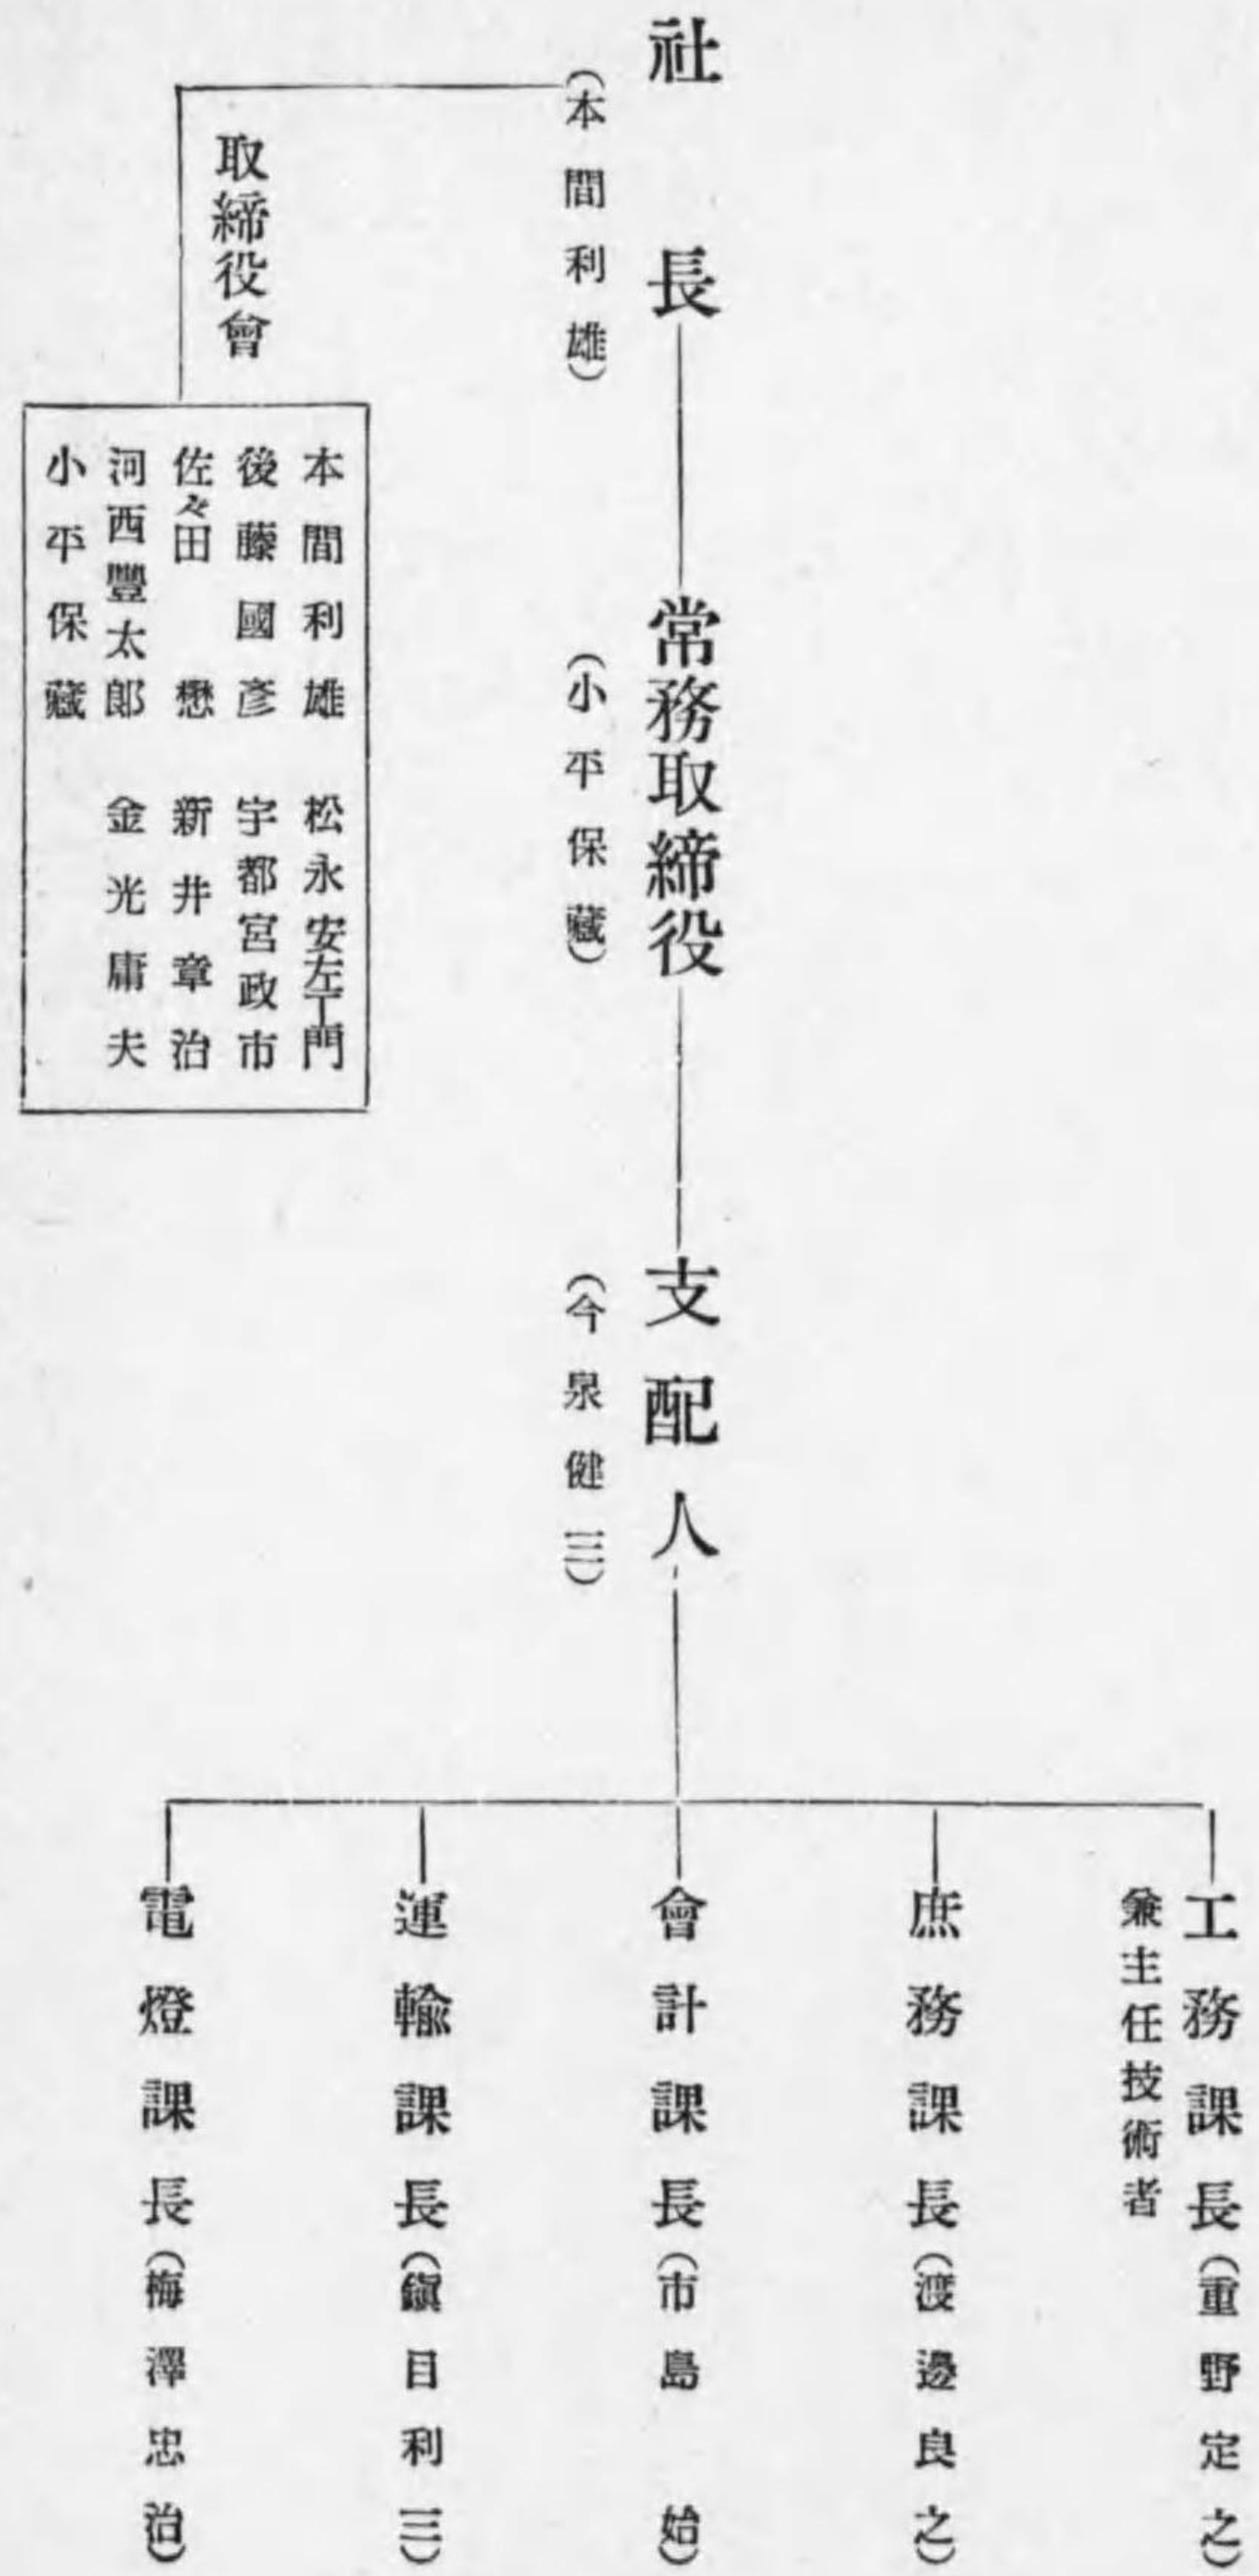 社長
(本間利雄)
取締役會
本間利雄 松永安左エ門
後藤國彥 宇都宮政市
佐々田懋 新井章治
河西豐太郎 金光庸夫
小平保藏
常務取締役
(小平保藏)
支配人
(今泉健三)
工務課長(重野定之)
兼主任技術者
庶務課長(渡邊良之)
會計課長(市島始)
運輸課長(鎭目利三)
電燈課長(梅澤忠治)